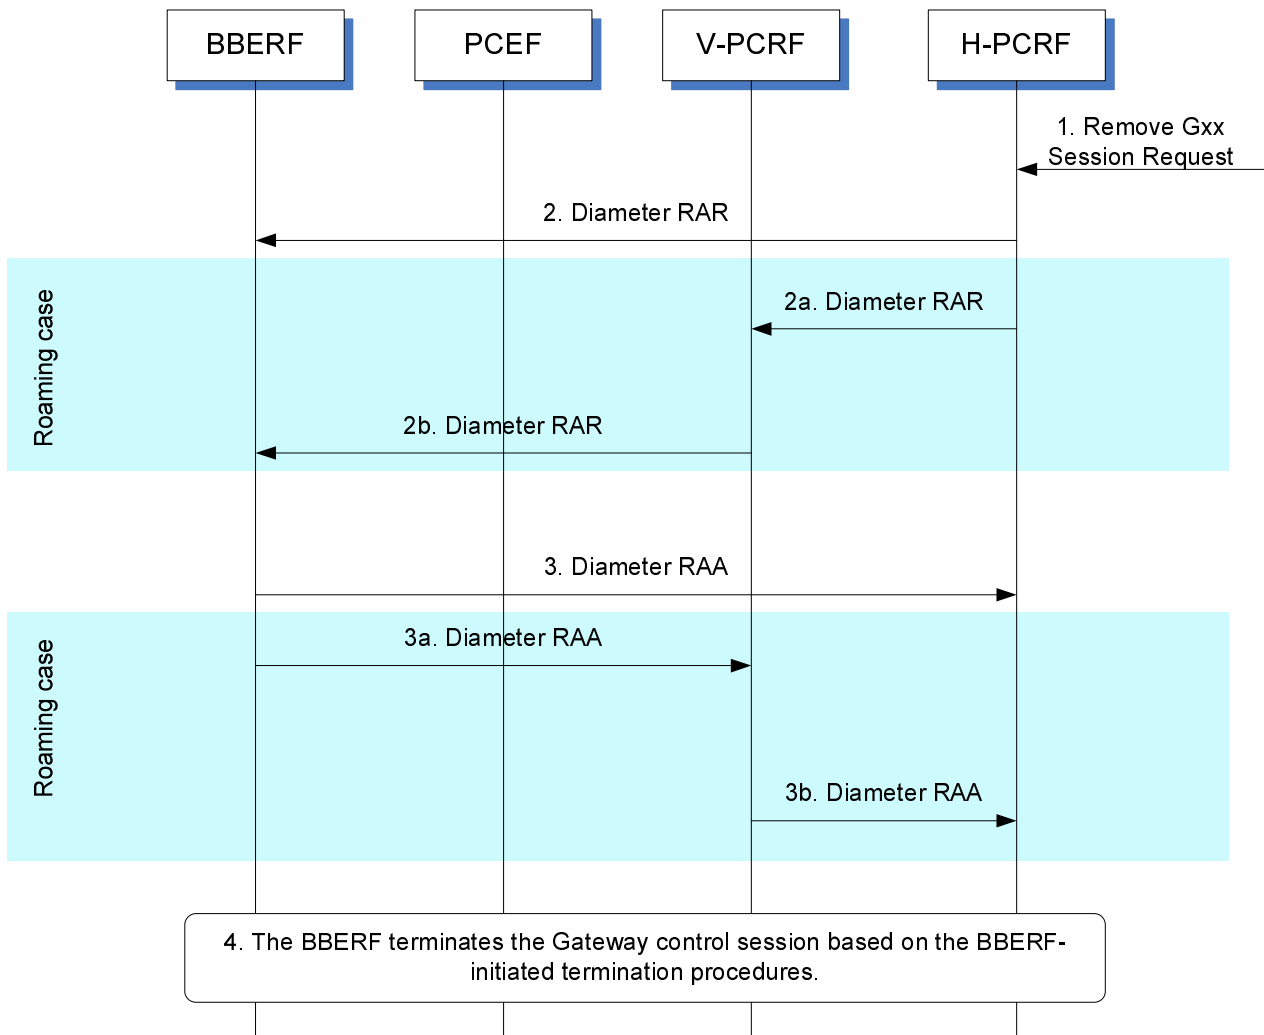 BBERF
PCEF
V-PCRF
H-PCRF
1. Remove Gxx
Session Request
2. Diameter RAR
Roaming case
2a. Diameter RAR
2b. Diameter RAR
3. Diameter RAA
Roaming case
3a. Diameter RAA
3b. Diameter RAA
4. The BBERF terminates the Gateway control session based on the BBERF-
initiated termination procedures.